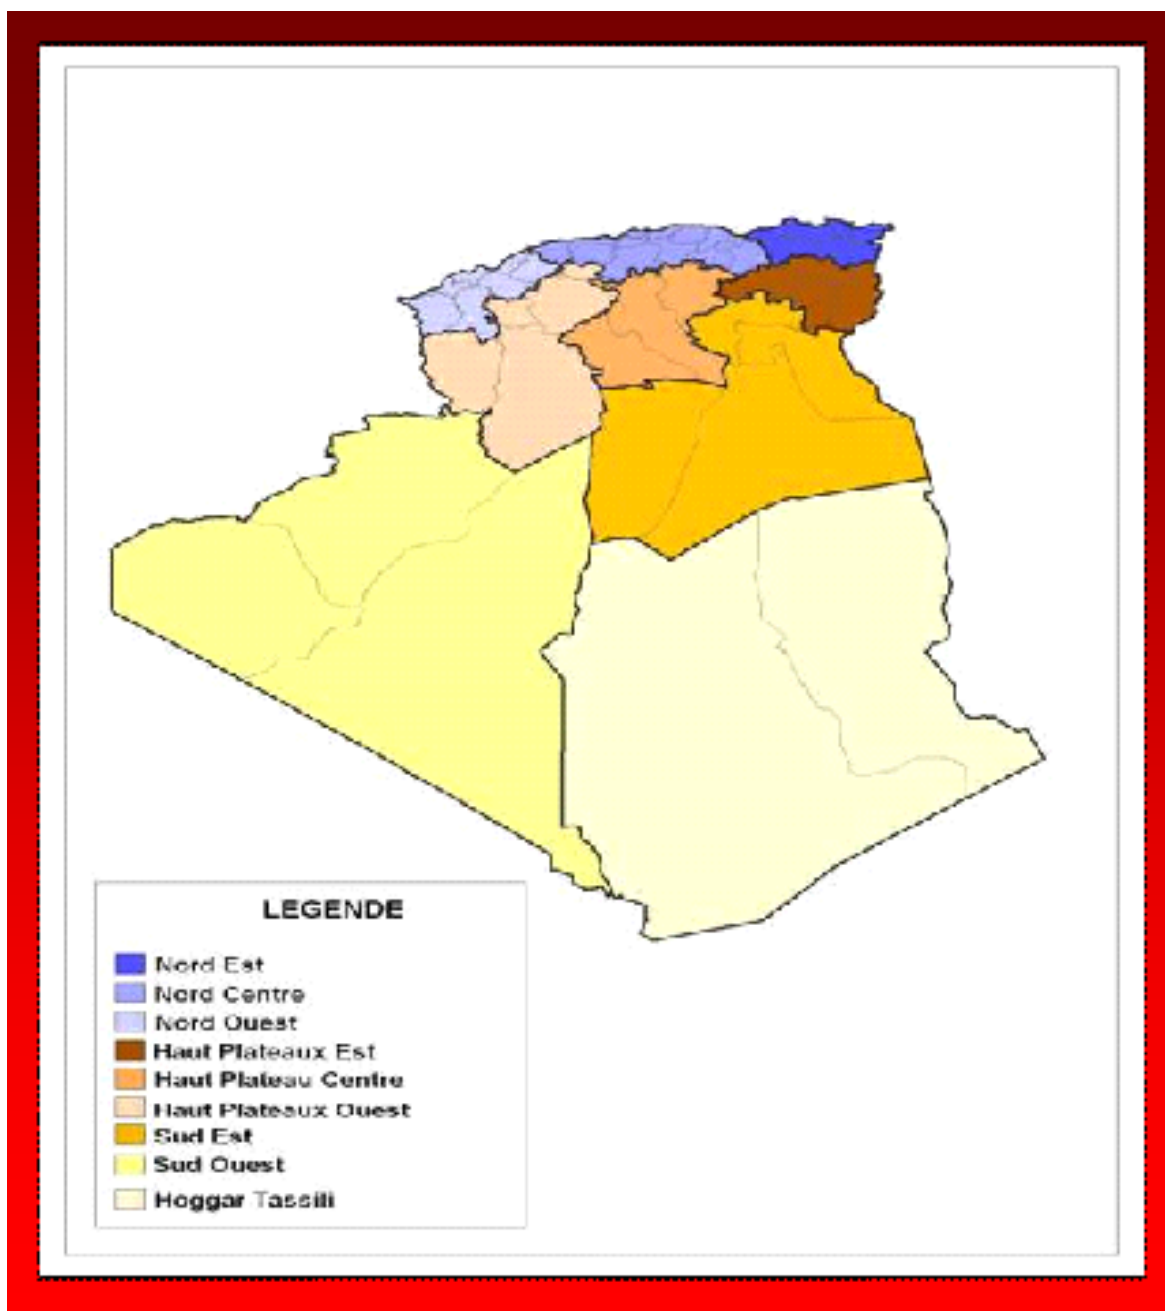 LEGENDE
Nord Est
Nord Centre
Nord Ouest
Haut Plateaux Est
Haut Plateau Centre
Haut Plateaux Ouest
Sud Est
Sud Ouest
Hoggar Tassili